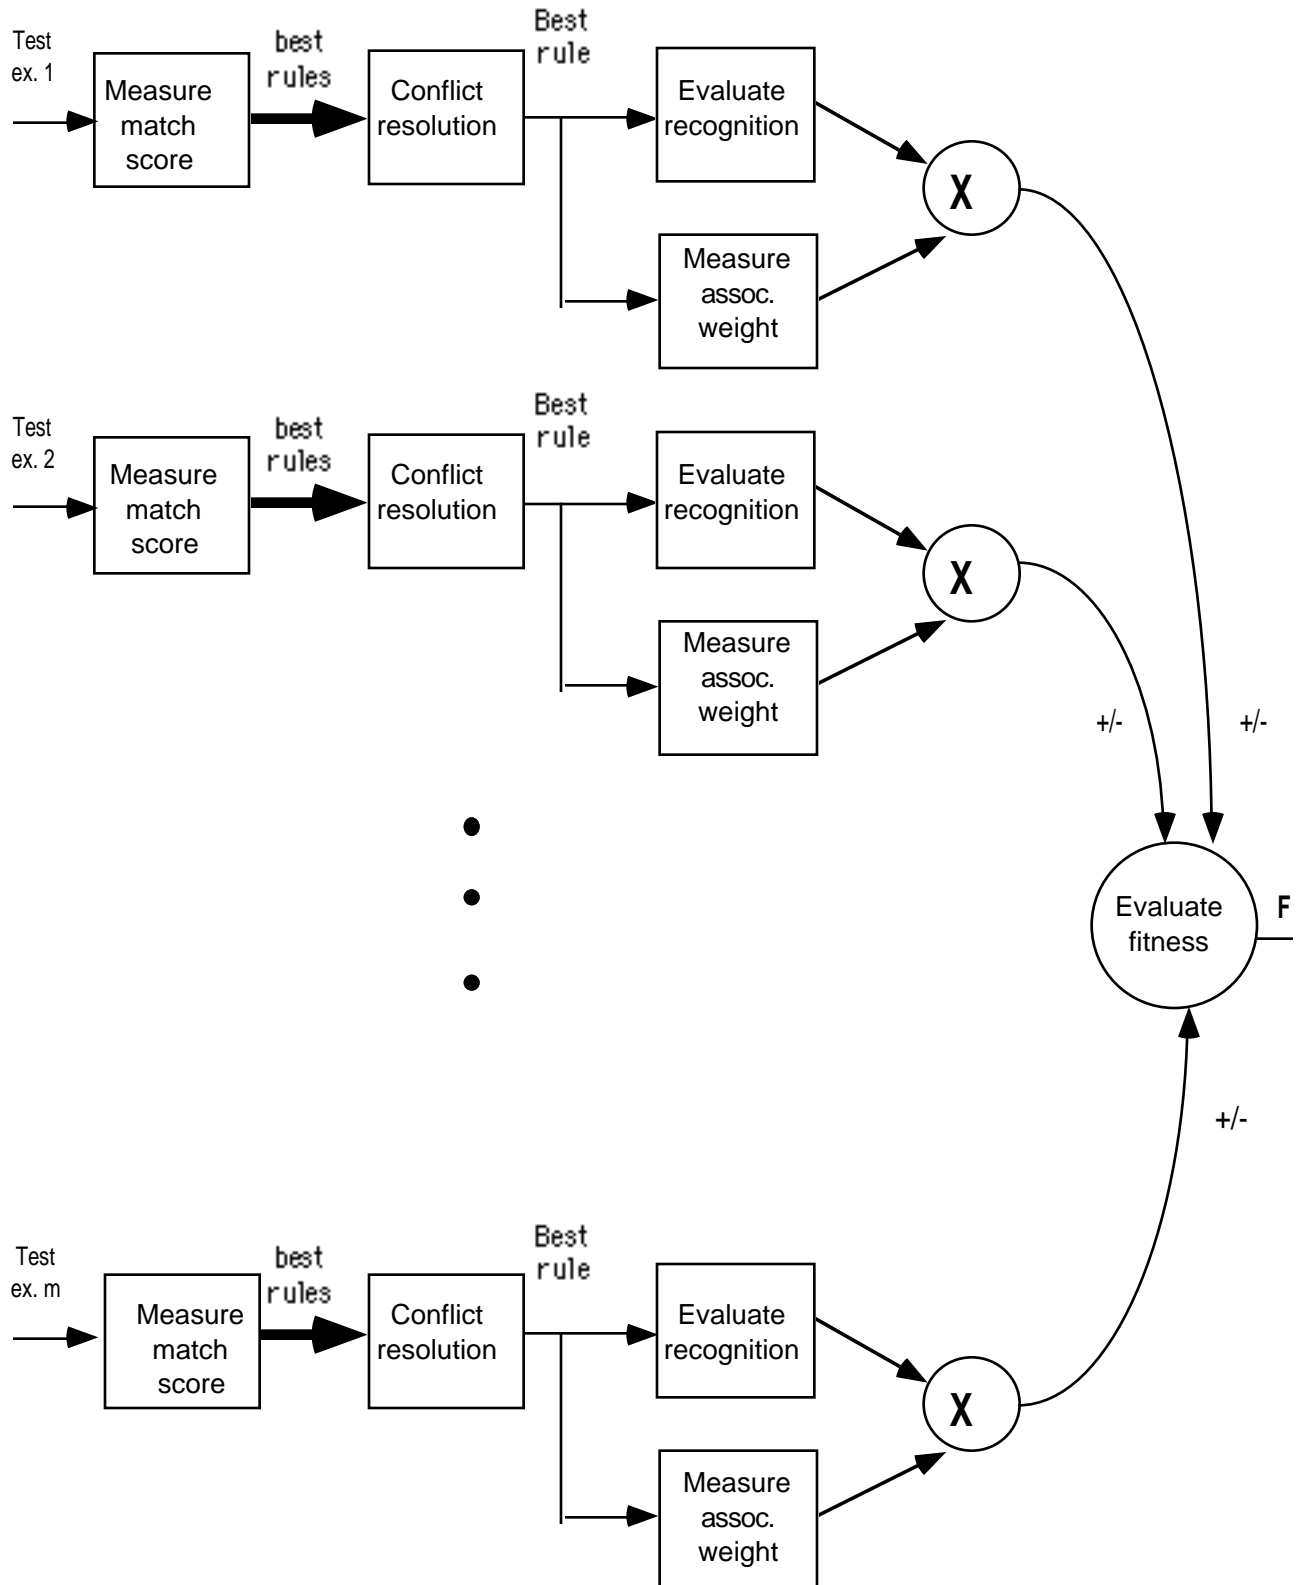 Test
ex. 1
best
rules
Best
rule
Measure
match
score
Conflict
resolution
Evaluate
recognition
X
Measure
assoc.
weight
Test
ex. 2
best
rules
Best
rule
Measure
match
score
Conflict
resolution
Evaluate
recognition
X
Measure
assoc.
weight
+/-
+/-
Evaluate
fitness
F
+/-
Test
ex. m
best
rules
Best
rule
Measure
match
score
Conflict
resolution
Evaluate
recognition
X
Measure
assoc.
weight